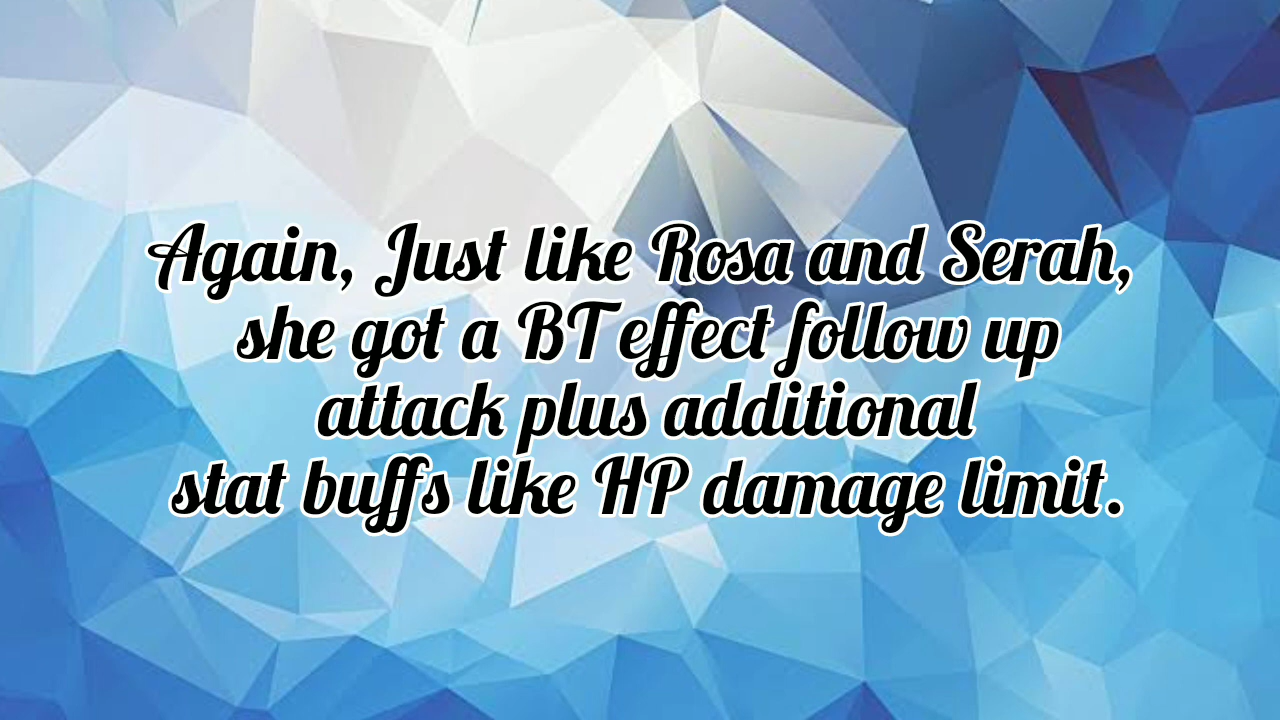 Again, Just like Rosa and Serah,
she got a BT effect follow up
attack plus additional
stat buffs like HP damage limit.